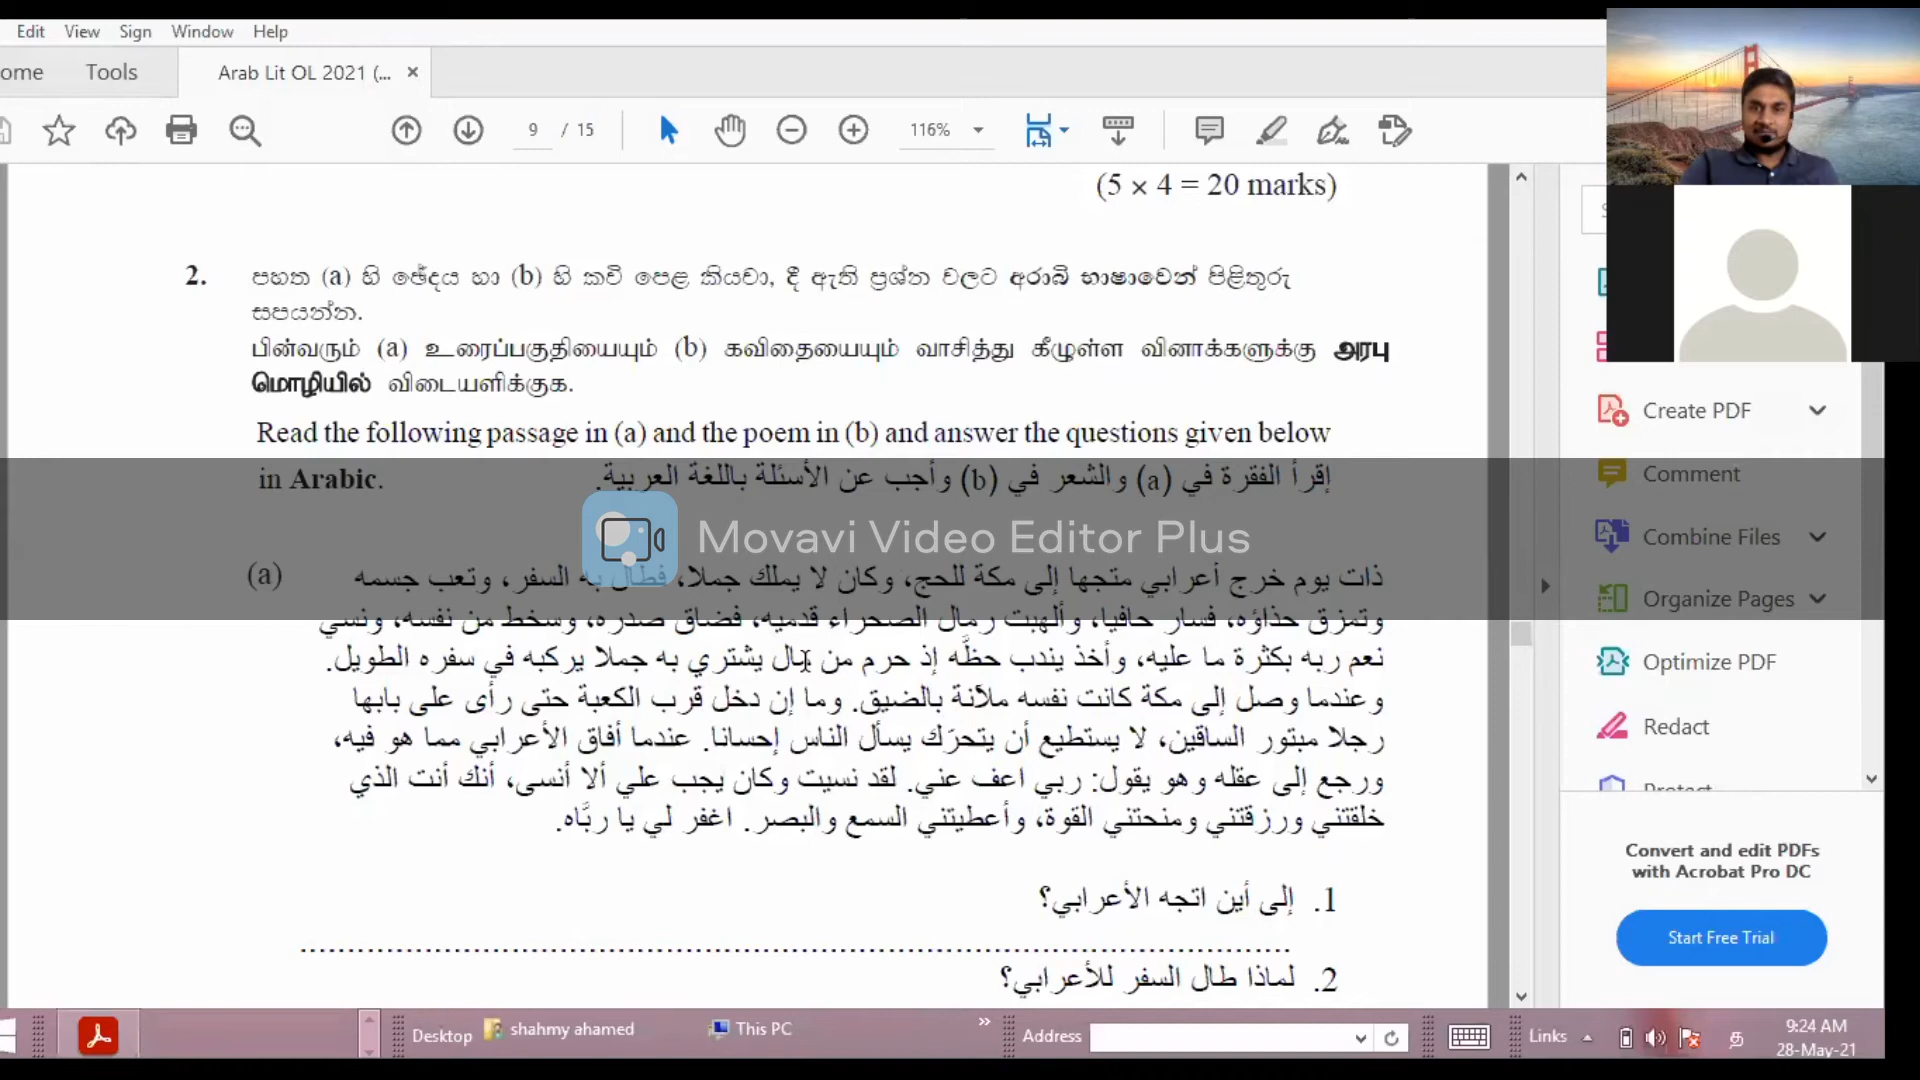 Edit View Sign Window Help
ome Tools Arab Lit OL 2021 (... ×
9 / 15 116%
(5 × 4 = 20 marks)
2. පහත (a) හි ඡේදය හා (b) හි කවි පෙළ කියවා, දී ඇති ප්‍රශ්න වලට අරාබි භාෂාවෙන් පිළිතුරු
සපයන්න.
பின்வரும் (a) உரைப்பகுதியையும் (b) கவிதையையும் வாசித்து கீழுள்ள வினாக்களுக்கு அரபு
மொழியில் விடையளிக்குக.
Read the following passage in (a) and the poem in (b) and answer the questions given below
in Arabic.
إقرأ الفقرة في (a) والشعر في (b) وأجب عن الأسئلة باللغة العربية.
Movavi Video Editor Plus
(a)
ذات يوم خرج أعرابي متجها إلى مكة للحج، وكان لا يملك جملا، فطال به السفر، وتعب جسمه
وتمزق حذاؤه، فسار حافيا، وألهبت رمال الصحراء قدميه، فضاق صدره، وسخط من نفسه، ونسي
نعم ربه بكثرة ما عليه، وأخذ يندب حظَّه إذ حرم من مال يشتري به جملا يركبه في سفره الطويل.
وعندما وصل إلى مكة كانت نفسه ملآنة بالضيق. وما إن دخل قرب الكعبة حتى رأى على بابها
رجلا مبتور الساقين، لا يستطيع أن يتحرّك يسأل الناس إحسانا. عندما أفاق الأعرابي مما هو فيه،
ورجع إلى عقله وهو يقول: ربي اعف عني. لقد نسيت وكان يجب علي ألا أنسى، أنك أنت الذي
خلقتني ورزقتني ومنحتني القوة، وأعطيتني السمع والبصر. اغفر لي يا ربَّاه.
1. إلى أين اتجه الأعرابي؟
2. لماذا طال السفر للأعرابي؟
Create PDF
Comment
Combine Files
Organize Pages
Optimize PDF
Redact
Protect
Convert and edit PDFs
with Acrobat Pro DC
Start Free Trial
Desktop shahmy ahamed This PC » Address Links த 9:24 AM
28-May-21